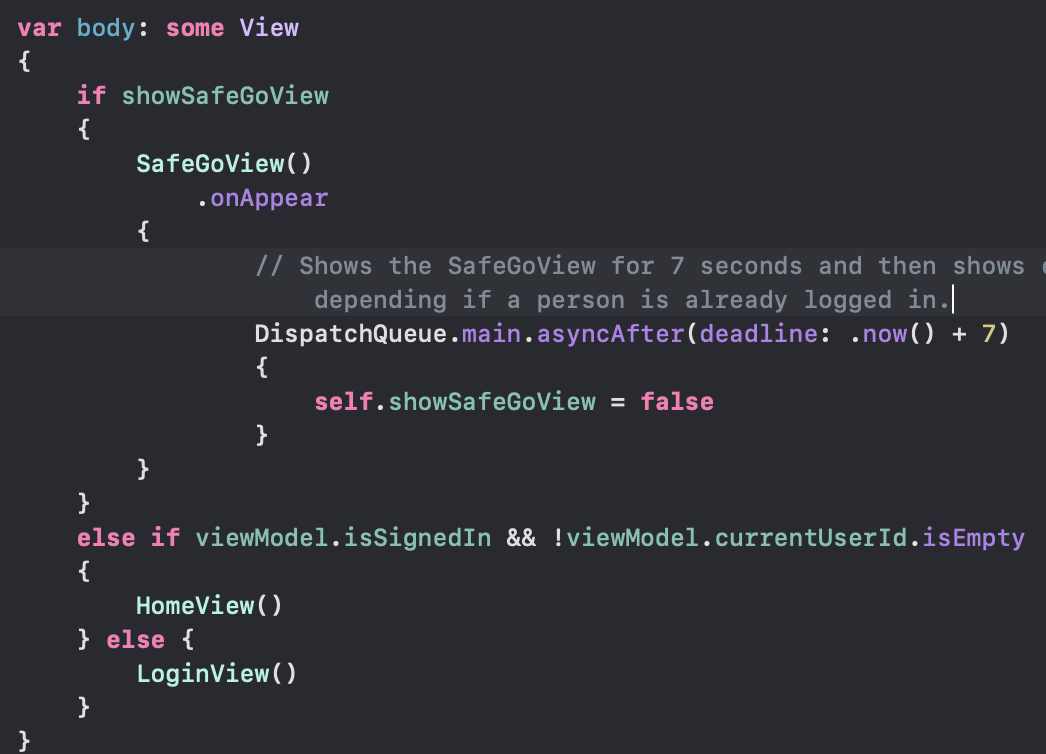 var body: some View
{
    if showSafeGoView
    {
        SafeGoView()
            .onAppear
        {
                // Shows the SafeGoView for 7 seconds and then shows
                    depending if a person is already logged in.
                DispatchQueue.main.asyncAfter(deadline: .now() + 7)
                {
                    self.showSafeGoView = false
                }
        }
    }
    else if viewModel.isSignedIn && !viewModel.currentUserId.isEmpty
    {
        HomeView()
    } else {
        LoginView()
    }
}